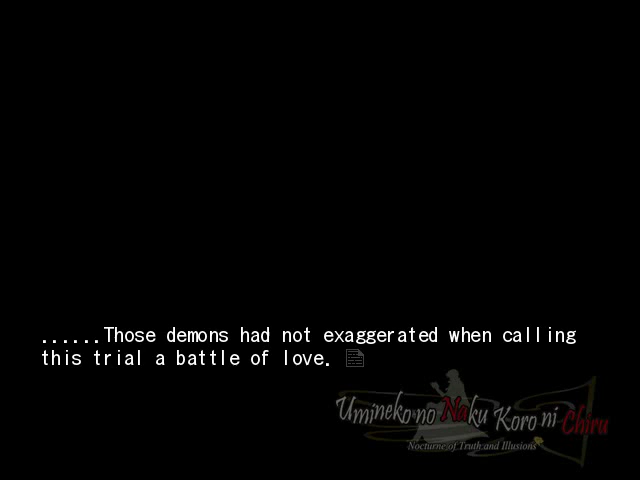 ......Those demons had not exaggerated when calling
this trial a battle of love.
Umineko no Naku Koro ni Chiru
Nocturne of Truth and Illusions